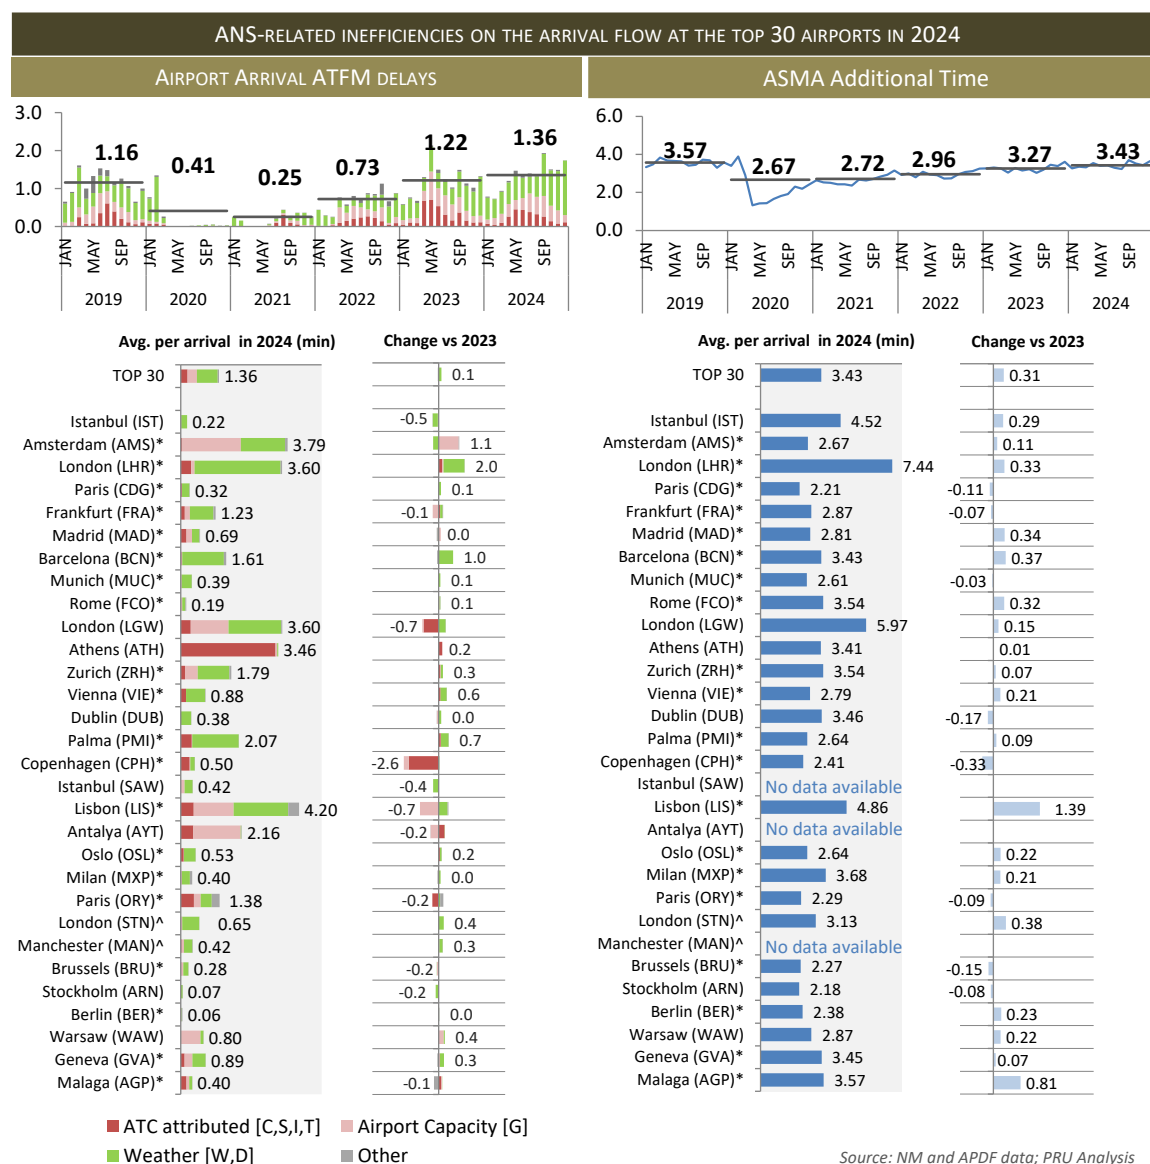 ANS-RELATED INEFFICIENCIES ON THE ARRIVAL FLOW AT THE TOP 30 AIRPORTS IN 2024
AIRPORT ARRIVAL ATFM DELAYS
3.0
2.0
1.0
0.0
1.16
0.41
0.25
0.73
1.22
1.36
JAN MAY SEP JAN MAY SEP JAN MAY SEP JAN MAY SEP JAN MAY SEP JAN MAY SEP
2019 2020 2021 2022 2023 2024
ASMA Additional Time
6.0
4.0
2.0
0.0
3.57
2.67
2.72
2.96
3.27
3.43
JAN MAY SEP JAN MAY SEP JAN MAY SEP JAN MAY SEP JAN MAY SEP JAN MAY SEP
2019 2020 2021 2022 2023 2024
Avg. per arrival in 2024 (min) Change vs 2023 Avg. per arrival in 2024 (min) Change vs 2023
TOP 30 1.36 0.1 TOP 30 3.43 0.31
Istanbul (IST) 0.22 -0.5 Istanbul (IST) 4.52 0.29
Amsterdam (AMS)* 3.79 1.1 Amsterdam (AMS)* 2.67 0.11
London (LHR)* 3.60 2.0 London (LHR)* 7.44 0.33
Paris (CDG)* 0.32 0.1 Paris (CDG)* 2.21 -0.11
Frankfurt (FRA)* 1.23 -0.1 Frankfurt (FRA)* 2.87 -0.07
Madrid (MAD)* 0.69 0.0 Madrid (MAD)* 2.81 0.34
Barcelona (BCN)* 1.61 1.0 Barcelona (BCN)* 3.43 0.37
Munich (MUC)* 0.39 0.1 Munich (MUC)* 2.61 -0.03
Rome (FCO)* 0.19 0.1 Rome (FCO)* 3.54 0.32
London (LGW) 3.60 -0.7 London (LGW) 5.97 0.15
Athens (ATH) 3.46 0.2 Athens (ATH) 3.41 0.01
Zurich (ZRH)* 1.79 0.3 Zurich (ZRH)* 3.54 0.07
Vienna (VIE)* 0.88 0.6 Vienna (VIE)* 2.79 0.21
Dublin (DUB) 0.38 0.0 Dublin (DUB) 3.46 -0.17
Palma (PMI)* 2.07 0.7 Palma (PMI)* 2.64 0.09
Copenhagen (CPH)* 0.50 -2.6 Copenhagen (CPH)* 2.41 -0.33
Istanbul (SAW) 0.42 -0.4 Istanbul (SAW) No data available
Lisbon (LIS)* 4.20 -0.7 Lisbon (LIS)* 4.86 1.39
Antalya (AYT) 2.16 -0.2 Antalya (AYT) No data available
Oslo (OSL)* 0.53 0.2 Oslo (OSL)* 2.64 0.22
Milan (MXP)* 0.40 0.0 Milan (MXP)* 3.68 0.21
Paris (ORY)* 1.38 -0.2 Paris (ORY)* 2.29 -0.09
London (STN)^ 0.65 0.4 London (STN)^ 3.13 0.38
Manchester (MAN)^ 0.42 0.3 Manchester (MAN)^ No data available
Brussels (BRU)* 0.28 -0.2 Brussels (BRU)* 2.27 -0.15
Stockholm (ARN) 0.07 -0.2 Stockholm (ARN) 2.18 -0.08
Berlin (BER)* 0.06 0.0 Berlin (BER)* 2.38 0.23
Warsaw (WAW) 0.80 0.4 Warsaw (WAW) 2.87 0.22
Geneva (GVA)* 0.89 0.3 Geneva (GVA)* 3.45 0.07
Malaga (AGP)* 0.40 -0.1 Malaga (AGP)* 3.57 0.81
ATC attributed [C,S,I,T] Airport Capacity [G]
Weather [W,D] Other
Source: NM and APDF data; PRU Analysis